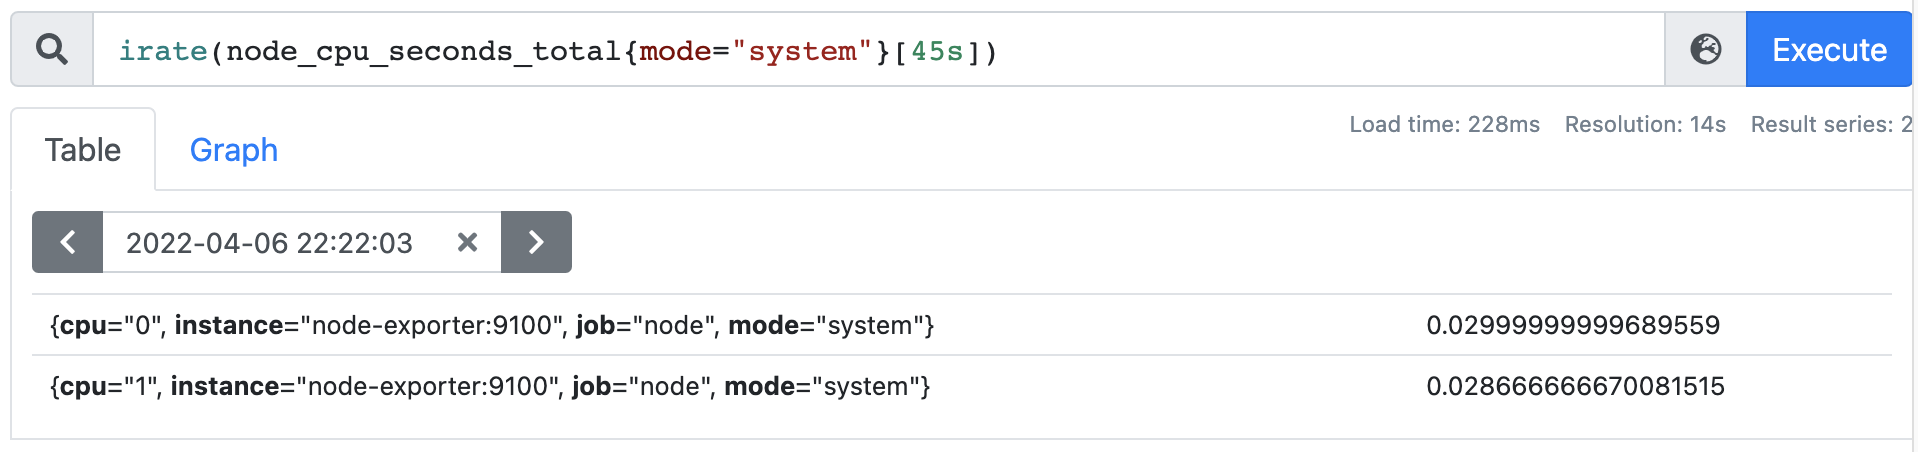 irate(node_cpu_seconds_total{mode="system"}[45s])
Execute
Table
Graph
Load time: 228ms Resolution: 14s Result series: 2
2022-04-06 22:22:03
{cpu="0", instance="node-exporter:9100", job="node", mode="system"} 0.02999999999689559
{cpu="1", instance="node-exporter:9100", job="node", mode="system"} 0.028666666670081515